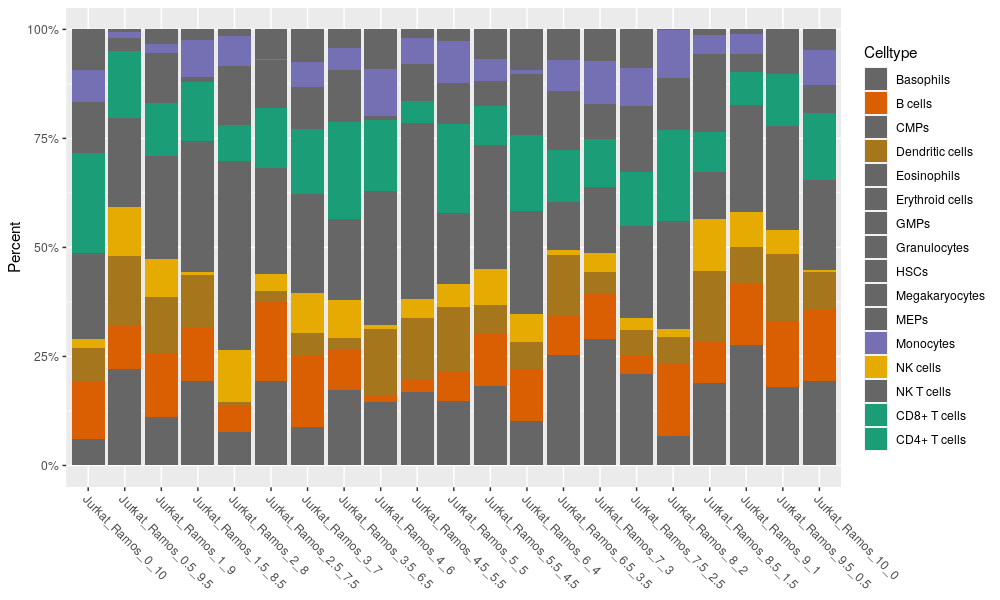 Celltype
Basophils
B cells
CMPs
Dendritic cells
Eosinophils
Erythroid cells
GMPs
Granulocytes
HSCs
Megakaryocytes
MEPs
Monocytes
NK cells
NK T cells
CD8+ T cells
CD4+ T cells
Percent
100%
75%
50%
25%
0%
Jurkat_Ramos_0_10
Jurkat_Ramos_0.5_9.5
Jurkat_Ramos_1_9
Jurkat_Ramos_1.5_8.5
Jurkat_Ramos_2_8
Jurkat_Ramos_2.5_7.5
Jurkat_Ramos_3_7
Jurkat_Ramos_3.5_6.5
Jurkat_Ramos_4_6
Jurkat_Ramos_4.5_5.5
Jurkat_Ramos_5_5
Jurkat_Ramos_5.5_4.5
Jurkat_Ramos_6_4
Jurkat_Ramos_6.5_3.5
Jurkat_Ramos_7_3
Jurkat_Ramos_7.5_2.5
Jurkat_Ramos_8_2
Jurkat_Ramos_8.5_1.5
Jurkat_Ramos_9_1
Jurkat_Ramos_9.5_0.5
Jurkat_Ramos_10_0